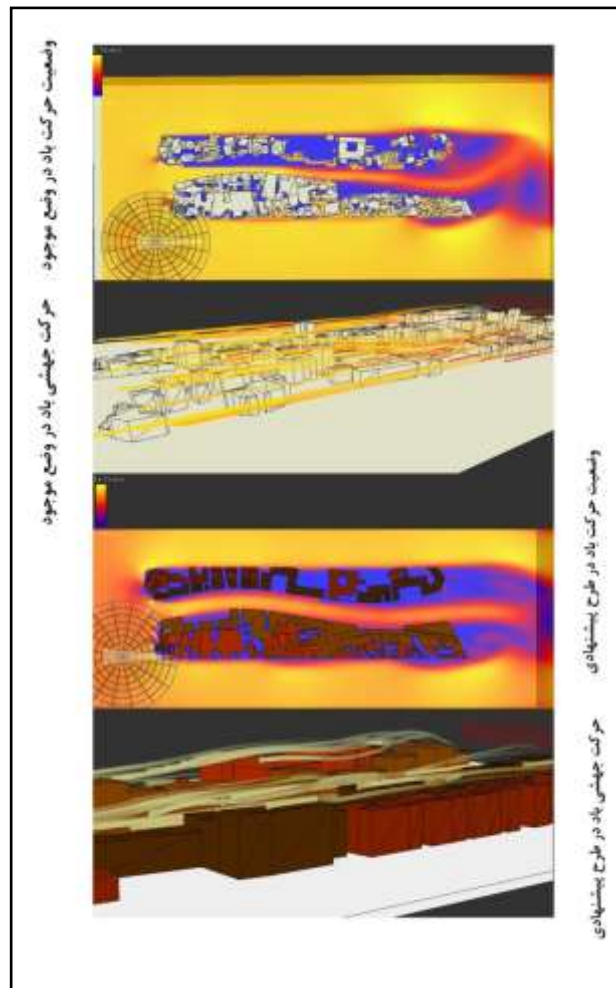 وضعیت حرکت باد در وضع موجود
حرکت جهشی باد در وضع موجود
وضعیت حرکت باد در طرح پیشنهادی
حرکت جهشی باد در طرح پیشنهادی